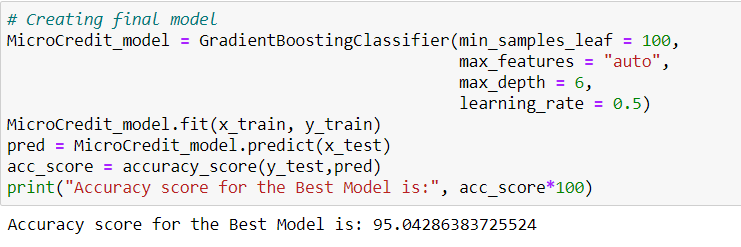 # Creating final model
MicroCredit_model = GradientBoostingClassifier(min_samples_leaf = 100,
max_features = "auto",
max_depth = 6,
learning_rate = 0.5)
MicroCredit_model.fit(x_train, y_train)
pred = MicroCredit_model.predict(x_test)
acc_score = accuracy_score(y_test,pred)
print("Accuracy score for the Best Model is:", acc_score*100)
Accuracy score for the Best Model is: 95.04286383725524